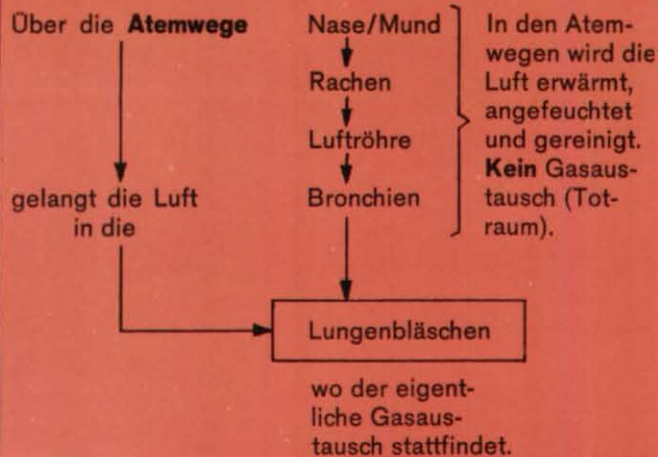 Über die Atemwege
gelangt die Luft
in die
Nase/Mund
Rachen
Luftröhre
Bronchien
In den Atem-
wegen wird die
Luft erwärmt,
angefeuchtet
und gereinigt.
Kein Gasaus-
tausch (Tot-
raum).
Lungenbläschen
wo der eigent-
liche Gasaus-
tausch stattfindet.